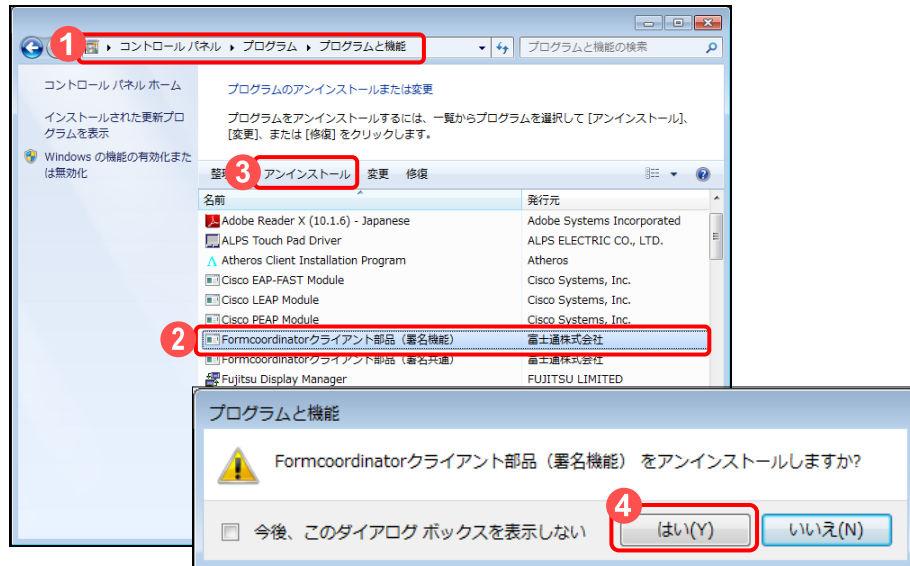 1
コントロール パネル ▸ プログラム ▸ プログラムと機能
プログラムと機能の検索
コントロール パネル ホーム
インストールされた更新プロ
グラムを表示
Windows の機能の有効化また
は無効化
プログラムのアンインストールまたは変更
プログラムをアンインストールするには、一覧からプログラムを選択して [アンインストール]、
[変更]、または [修復] をクリックします。
3 アンインストール 変更 修復
名前 発行元
Adobe Reader X (10.1.6) - Japanese Adobe Systems Incorporated
ALPS Touch Pad Driver ALPS ELECTRIC CO., LTD.
Atheros Client Installation Program Atheros
Cisco EAP-FAST Module Cisco Systems, Inc.
Cisco LEAP Module Cisco Systems, Inc.
Cisco PEAP Module Cisco Systems, Inc.
2 Formcoordinatorクライアント部品（署名機能） 富士通株式会社
Formcoordinatorクライアント部品（署名共通） 富士通株式会社
Fujitsu Display Manager FUJITSU LIMITED
プログラムと機能
Formcoordinatorクライアント部品（署名機能） をアンインストールしますか?
4
今後、このダイアログ ボックスを表示しない はい(Y) いいえ(N)